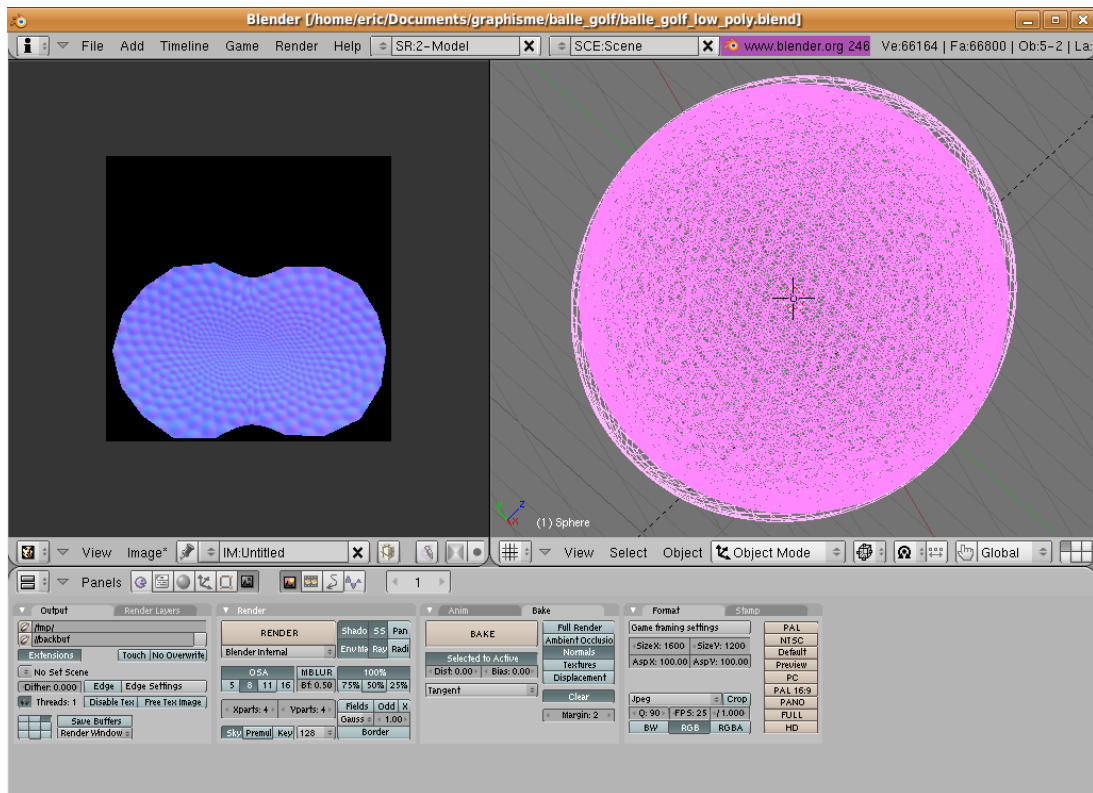 Blender [/home/eric/Documents/graphisme/balle_golf/balle_golf_low_poly.blend]
File Add Timeline Game Render Help SR:2-Model X SCE:Scene X www.blender.org 246 Ve:66164 | Fa:66800 | Ob:5-2 | La:
z
x
(1) Sphere
View Image* IM:Untitled X View Select Object Object Mode Global
Panels 1
Output Render Layers Render Anim Bake Format Stamp
/tmp/
//backbuf
Extensions Touch No Overwrite
No Set Scene
Dither: 0.000 Edge Edge Settings
Threads: 1 Disable Tex Free Tex Image
Save Buffers
Render Window
RENDER Shado SS Pan
Blender Internal EnvMa Ray Radi
OSA MBLUR 100%
5 8 11 16 Bf: 0.50 75% 50% 25%
Xparts: 4 Yparts: 4 Fields Odd X
Gauss 1.00
Sky Premul Key 128 Border
BAKE Full Render
Ambient Occlusio
Selected to Active Normals
Dist: 0.00 Bias: 0.00 Textures
Tangent Displacement
Clear
Margin: 2
Game framing settings PAL
SizeX: 1600 SizeY: 1200 NTSC
AspX: 100.00 AspY: 100.00 Default
Preview
PC
Jpeg Crop PAL 16:9
Q: 90 FPS: 25 /1.000 PANO
BW RGB RGBA FULL
HD